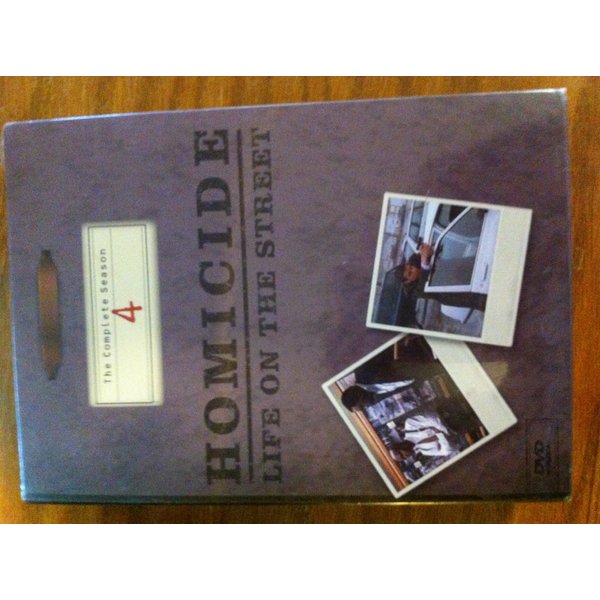 The Complete Season
4
HOMICIDE
LIFE ON THE STREET
DVD